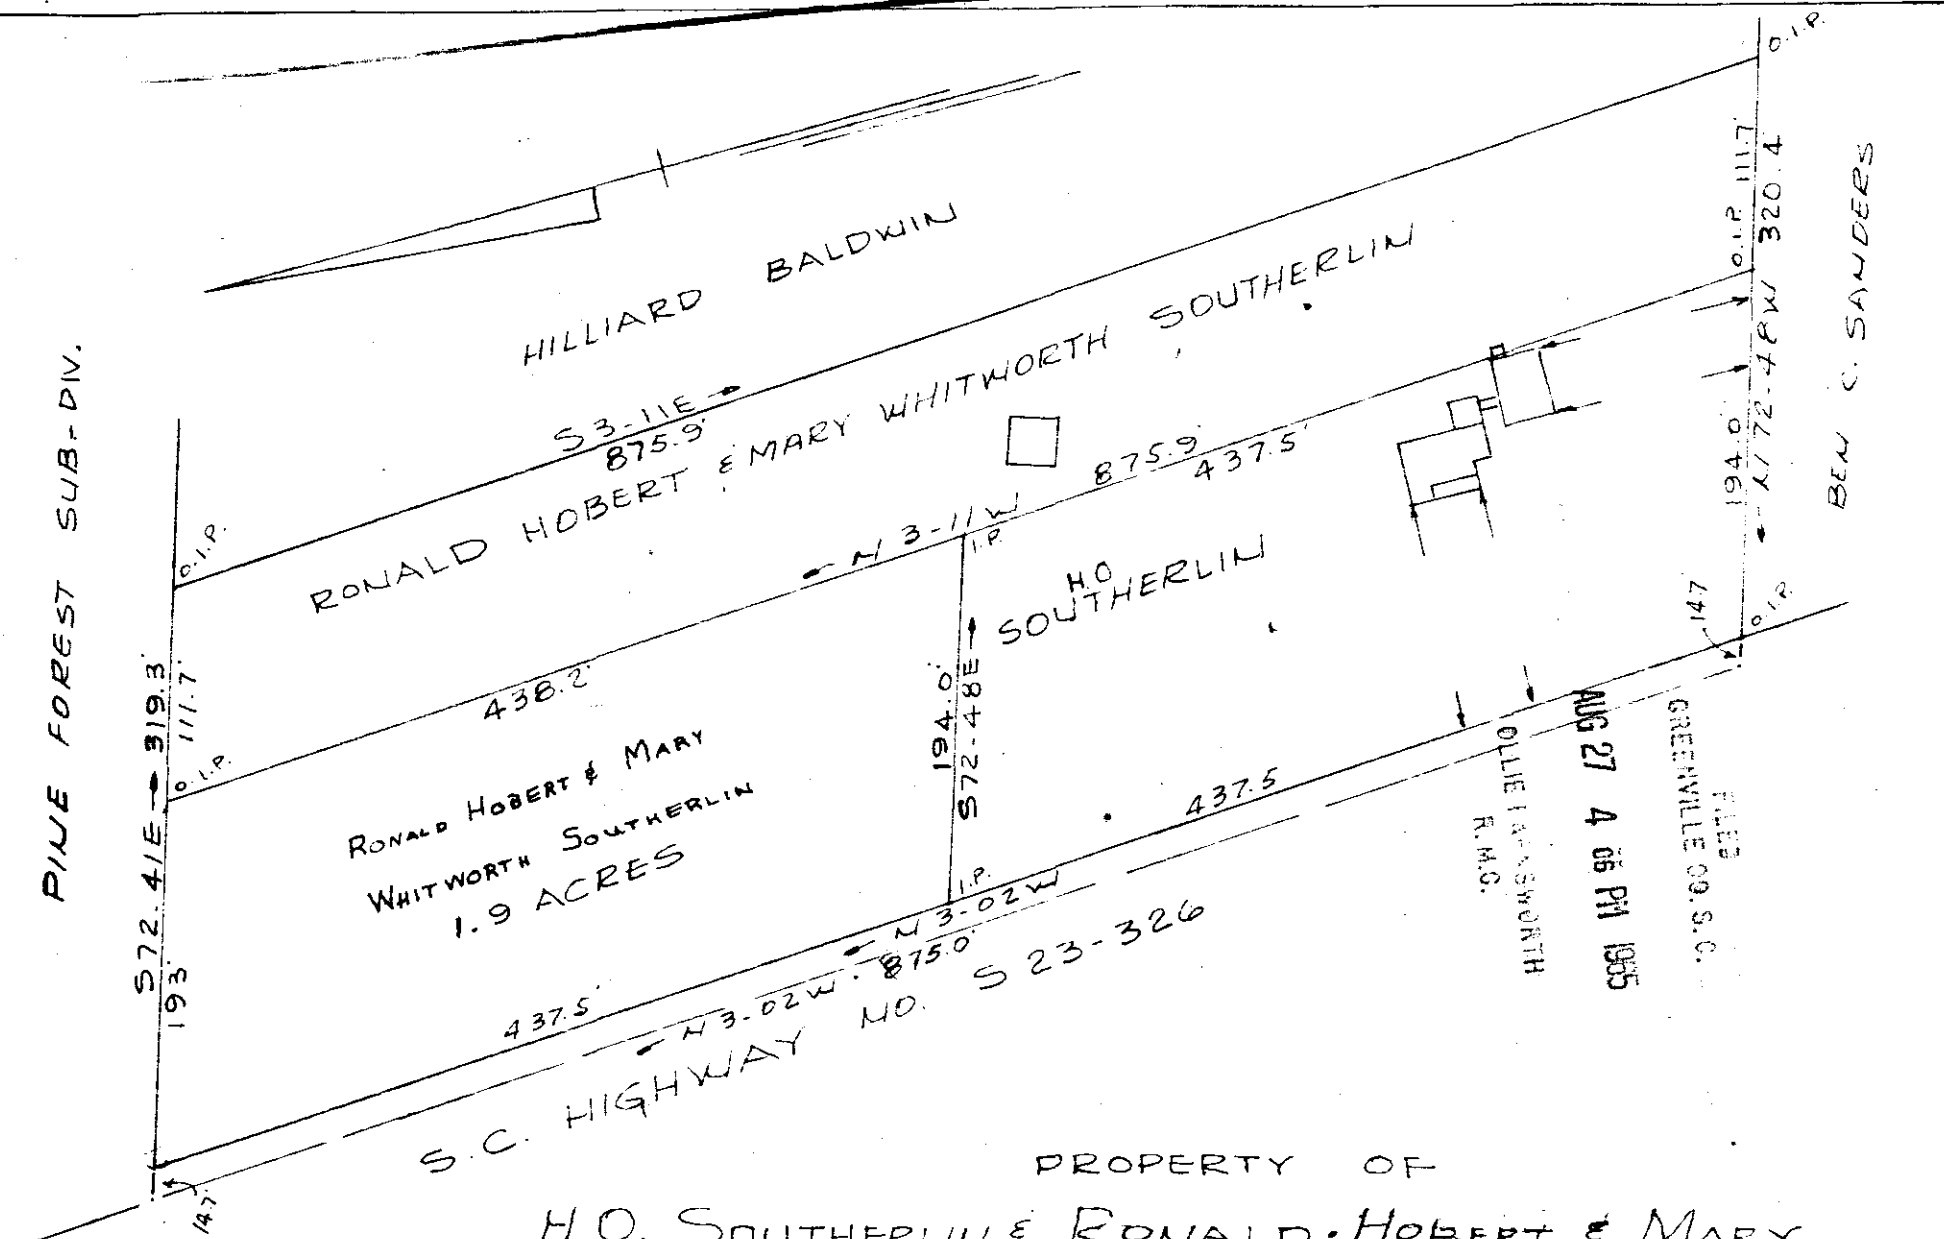 O.I.P.
HILLIARD BALDWIN
S 3-11E
875.9'
RONALD HOBERT & MARY WHITWORTH SOUTHERLIN
O.I.P. 111.7'
320.4'
N 72-48W
194.0'
BEN C. SANDERS
PINE FOREST SUB-DIV.
O.I.P.
S72.41E 319.3'
111.7'
O.I.P.
193'
438.2'
N 3-11W
875.9'
437.5'
I.P.
H.O
SOUTHERLIN
194.0'
S72-48E
RONALD HOBERT & MARY
WHITWORTH SOUTHERLIN
1.9 ACRES
I.P.
437.5
147
O.I.P.
437.5'
N 3-02W
875.0'
N 3-02W
S.C. HIGHWAY NO. S 23-326
14.7'
FILED
GREENVILLE CO. S. C.
AUG 27 4 06 PM 1965
OLLIE FARNSWORTH
R.M.C.
PROPERTY OF
H.O. SOUTHERLIN & RONALD HOBERT & MARY